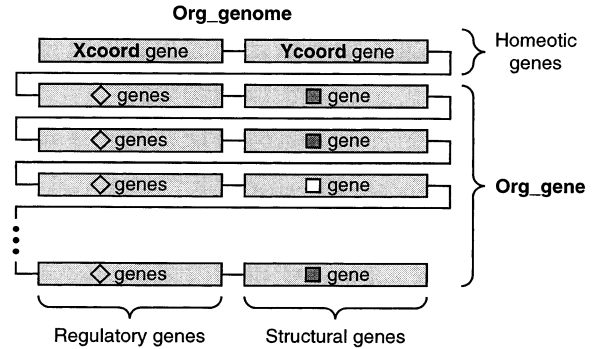 Org_genome
Xcoord gene Ycoord gene
Homeotic
genes
genes gene
genes gene
genes gene
Org_gene
genes gene
Regulatory genes Structural genes